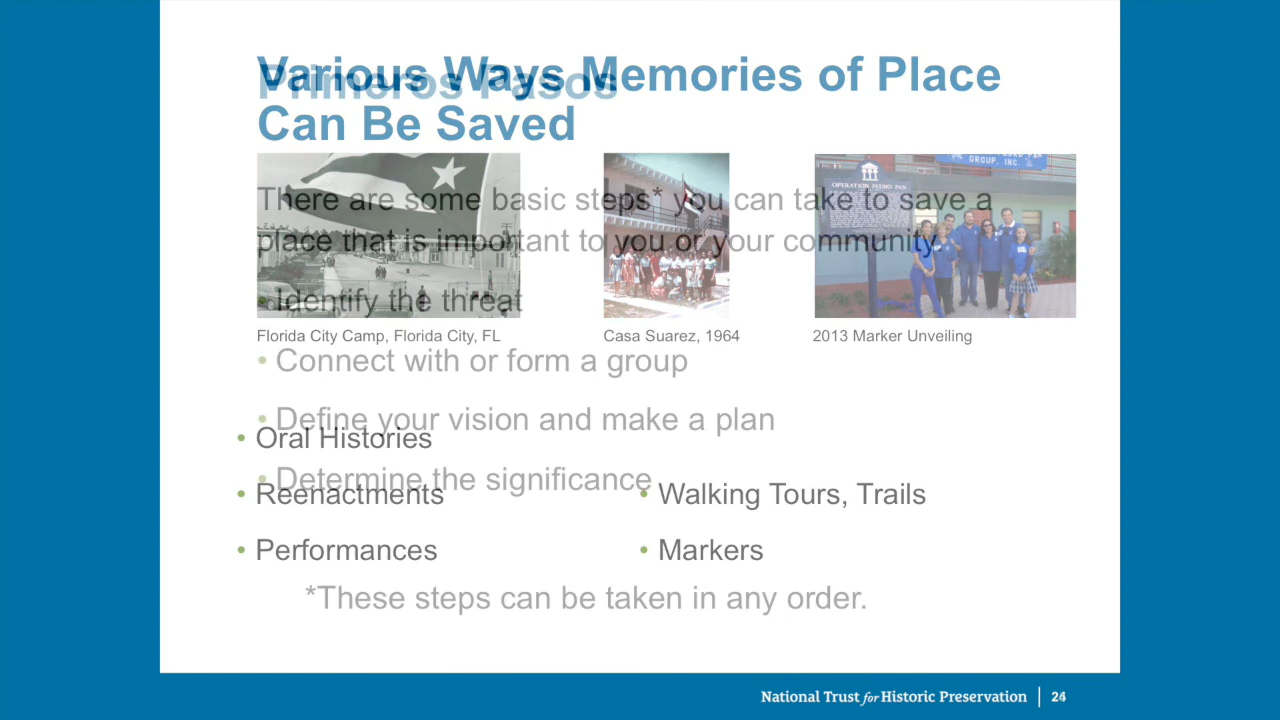 Various Ways Memories of Place
Can Be Saved
Primeros Pasos
There are some basic steps* you can take to save a
place that is important to you or your community.
• Identify the threat
• Connect with or form a group
• Define your vision and make a plan
• Determine the significance
*These steps can be taken in any order.
GROUP, INC.
OPERATION PEDRO PAN
Florida City Camp, Florida City, FL
Casa Suarez, 1964
2013 Marker Unveiling
• Oral Histories
• Reenactments
• Performances
• Walking Tours, Trails
• Markers
National Trust for Historic Preservation | 24